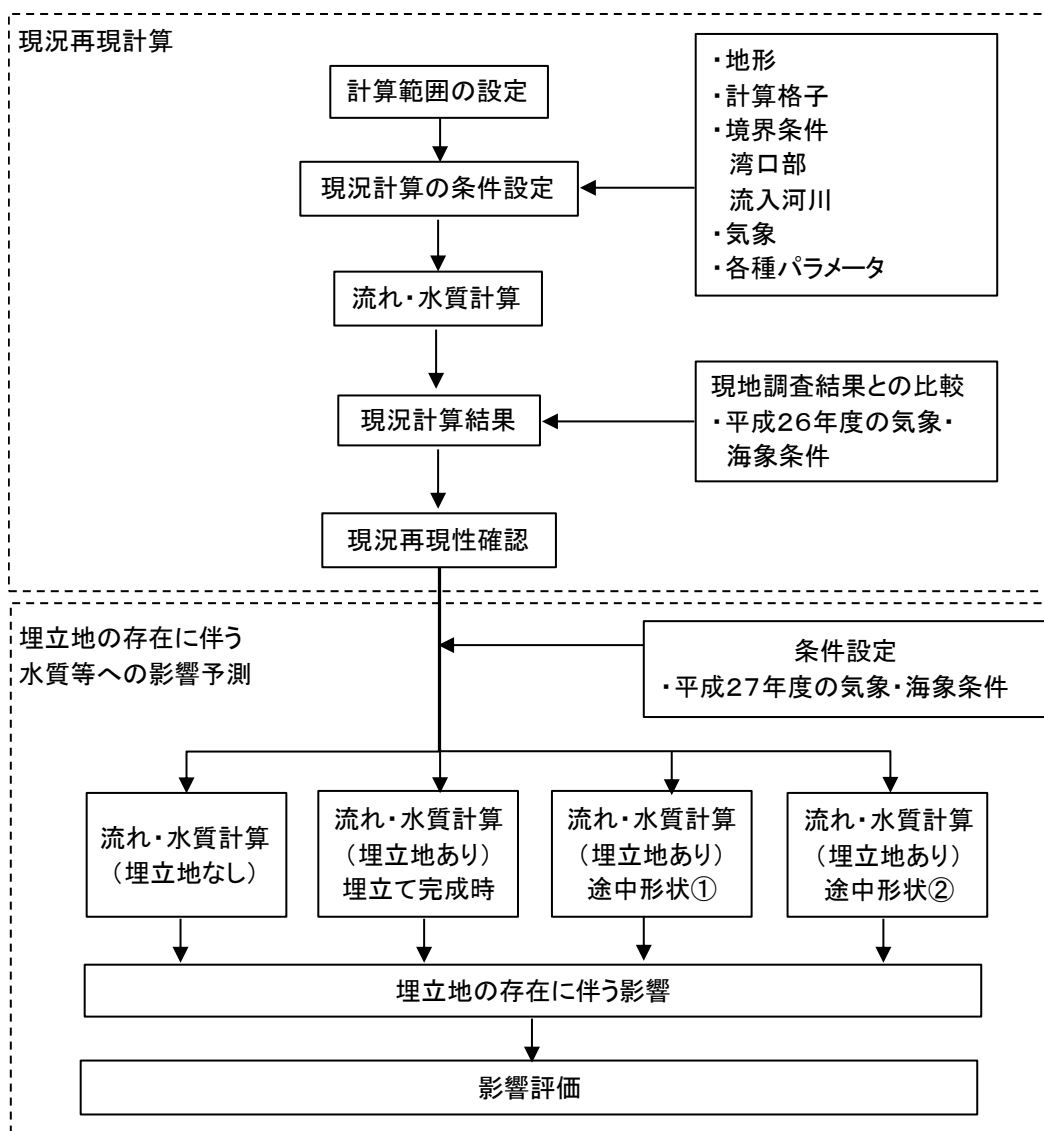 現況再現計算
計算範囲の設定
・地形
・計算格子
・境界条件
湾口部
流入河川
・気象
・各種パラメータ
現況計算の条件設定
流れ・水質計算
現地調査結果との比較
・平成26年度の気象・
海象条件
現況計算結果
現況再現性確認
埋立地の存在に伴う
水質等への影響予測
条件設定
・平成27年度の気象・海象条件
流れ・水質計算
（埋立地なし）
流れ・水質計算
（埋立地あり）
埋立て完成時
流れ・水質計算
（埋立地あり）
途中形状①
流れ・水質計算
（埋立地あり）
途中形状②
埋立地の存在に伴う影響
影響評価